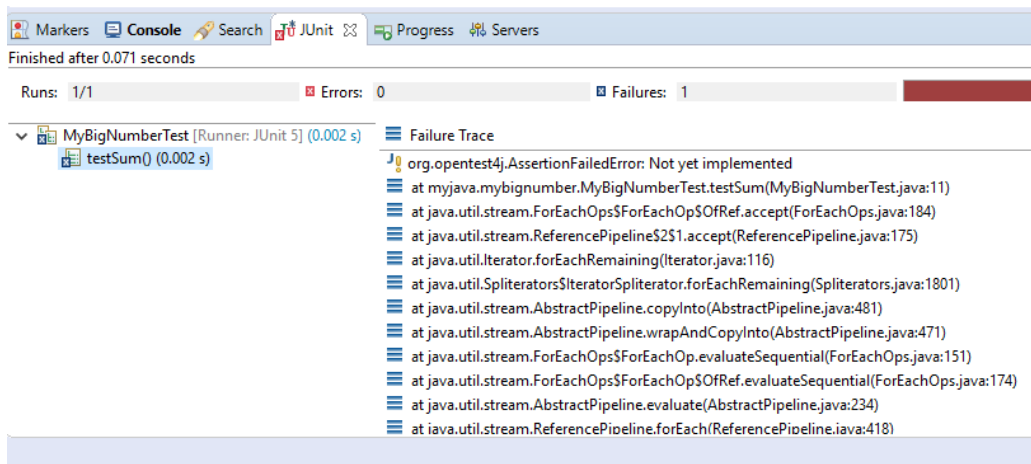 Markers Console Search JUnit Progress Servers
Finished after 0.071 seconds
Runs: 1/1 Errors: 0 Failures: 1
MyBigNumberTest [Runner: JUnit 5] (0.002 s)
testSum() (0.002 s)
Failure Trace
org.opentest4j.AssertionFailedError: Not yet implemented
at myjava.mybignumber.MyBigNumberTest.testSum(MyBigNumberTest.java:11)
at java.util.stream.ForEachOps$ForEachOp$OfRef.accept(ForEachOps.java:184)
at java.util.stream.ReferencePipeline$2$1.accept(ReferencePipeline.java:175)
at java.util.Iterator.forEachRemaining(Iterator.java:116)
at java.util.Spliterators$IteratorSpliterator.forEachRemaining(Spliterators.java:1801)
at java.util.stream.AbstractPipeline.copyInto(AbstractPipeline.java:481)
at java.util.stream.AbstractPipeline.wrapAndCopyInto(AbstractPipeline.java:471)
at java.util.stream.ForEachOps$ForEachOp.evaluateSequential(ForEachOps.java:151)
at java.util.stream.ForEachOps$ForEachOp$OfRef.evaluateSequential(ForEachOps.java:174)
at java.util.stream.AbstractPipeline.evaluate(AbstractPipeline.java:234)
at java.util.stream.ReferencePipeline.forEach(ReferencePipeline.java:418)